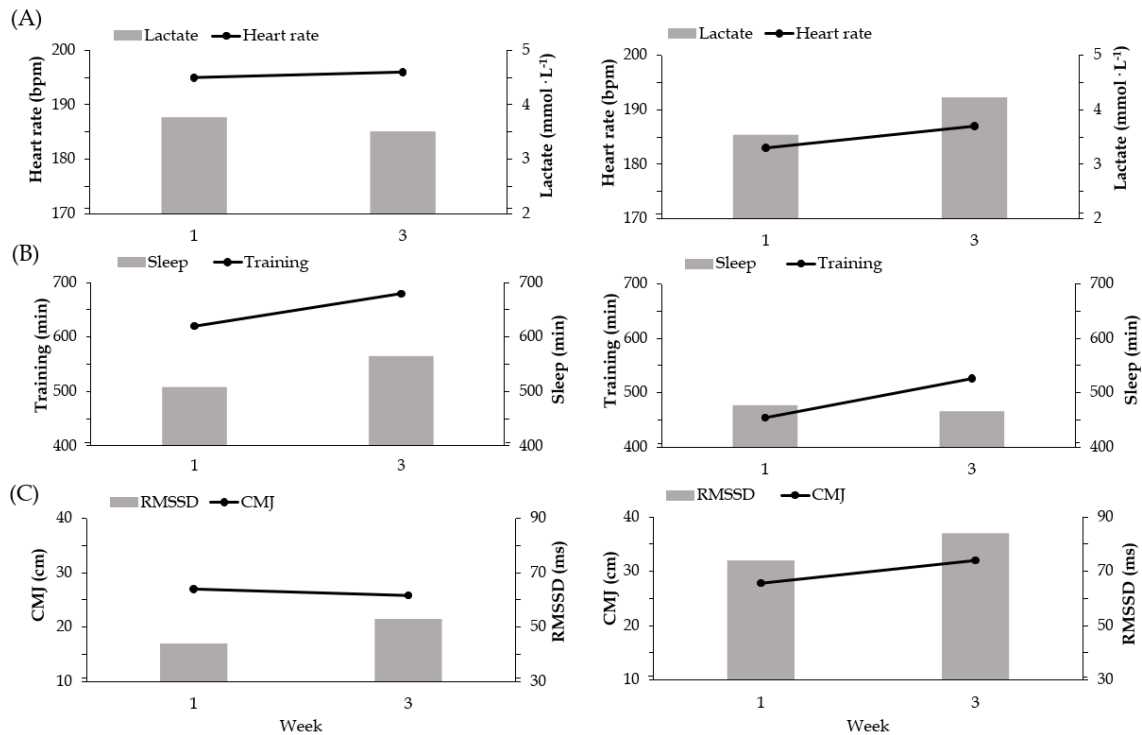 (A)
Lactate Heart rate
200
190
180
170
Heart rate (bpm)
5
4
3
2
Lactate (mmol·L⁻¹)
1 3
Lactate Heart rate
200
190
180
170
Heart rate (bpm)
5
4
3
2
Lactate (mmol·L⁻¹)
1 3
(B)
Sleep Training
700
600
500
400
Training (min)
700
600
500
400
Sleep (min)
1 3
Sleep Training
700
600
500
400
Training (min)
700
600
500
400
Sleep (min)
1 3
(C)
RMSSD CMJ
40
30
20
10
CMJ (cm)
90
70
50
30
RMSSD (ms)
1 3
Week
RMSSD CMJ
40
30
20
10
CMJ (cm)
90
70
50
30
RMSSD (ms)
1 3
Week